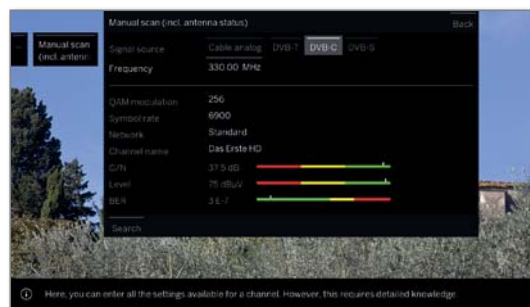 Manual scan (incl. antenna status)
Back
Manual scan
(incl. antenn
Signal source
Cable analog DVB-T DVB-C DVB-S
Frequency 330.00 MHz
QAM modulation 256
Symbol rate 6900
Network Standard
Channel name Das Erste HD
C/N 37.5 dB
Level 75 dBµV
BER 3 E-7
Search
Here, you can enter all the settings available for a channel. However, this requires detailed knowledge.